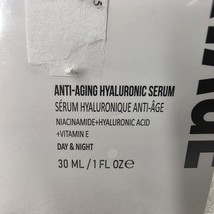 ANTI-AGING HYALURONIC SERUM
SÉRUM HYALURONIQUE ANTI-ÂGE
NIACINAMIDE+HYALURONIC ACID
+VITAMIN E
DAY & NIGHT
30 ML / 1 FL OZ℮